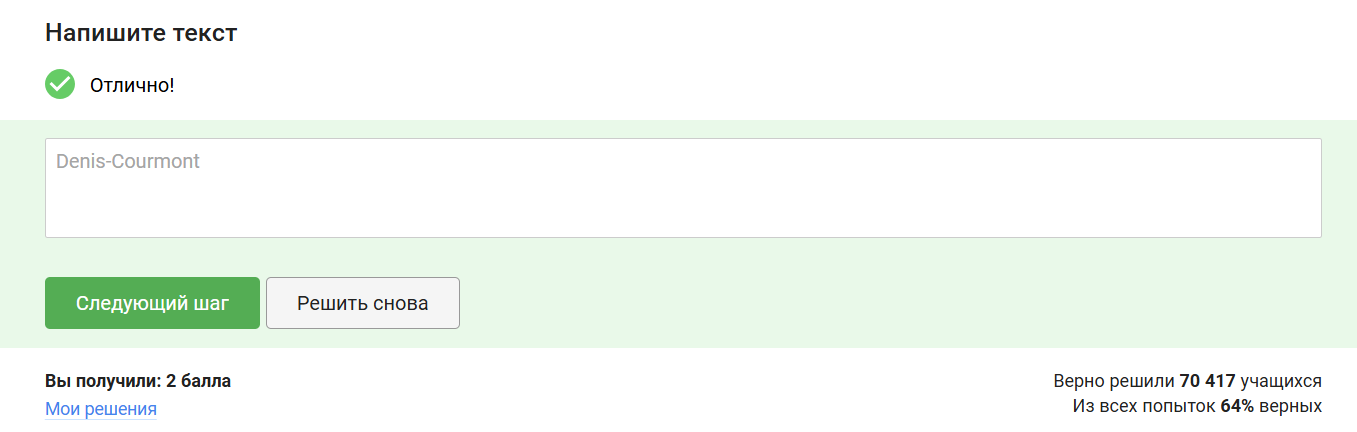 Напишите текст
Отлично!
Denis-Courmont
Следующий шаг
Решить снова
Вы получили: 2 балла
Мои решения
Верно решили 70 417 учащихся
Из всех попыток 64% верных